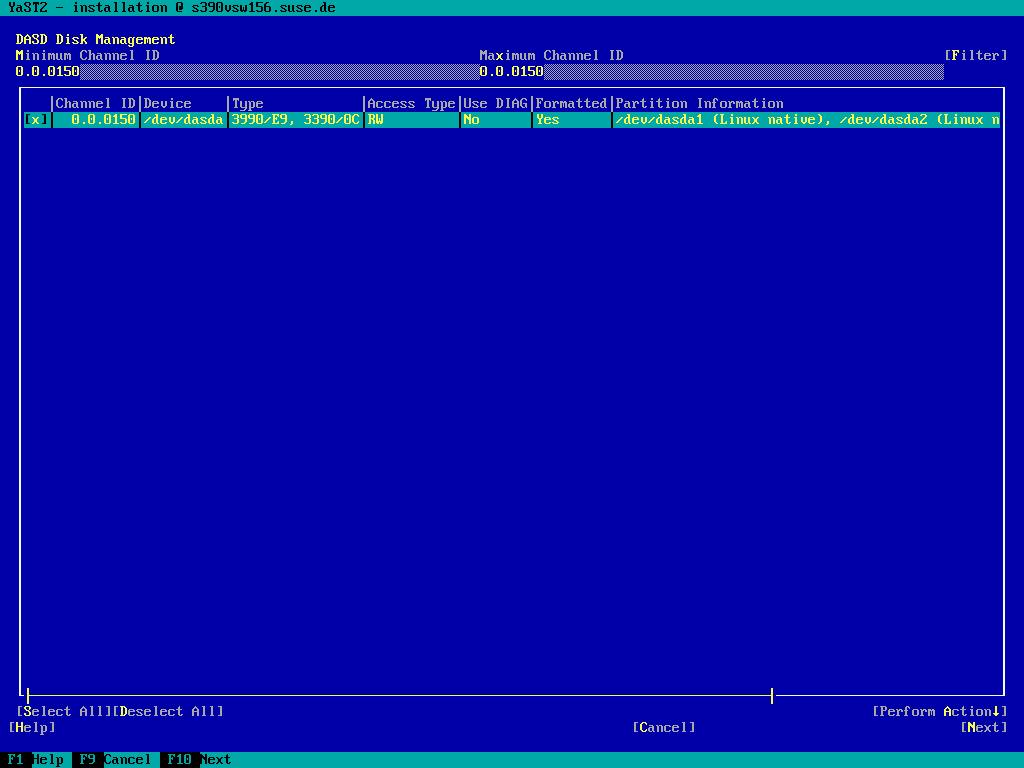 YaST2 - installation @ s390vsw156.suse.de
DASD Disk Management
Minimum Channel ID Maximum Channel ID [Filter]
0.0.0150 0.0.0150
|Channel ID|Device |Type |Access Type|Use DIAG|Formatted|Partition Information
[x]| 0.0.0150|/dev/dasda|3990/E9, 3390/0C|RW |No |Yes |/dev/dasda1 (Linux native), /dev/dasda2 (Linux n
[Select All][Deselect All] [Perform Action↓]
[Help] [Cancel] [Next]
F1 Help F9 Cancel F10 Next